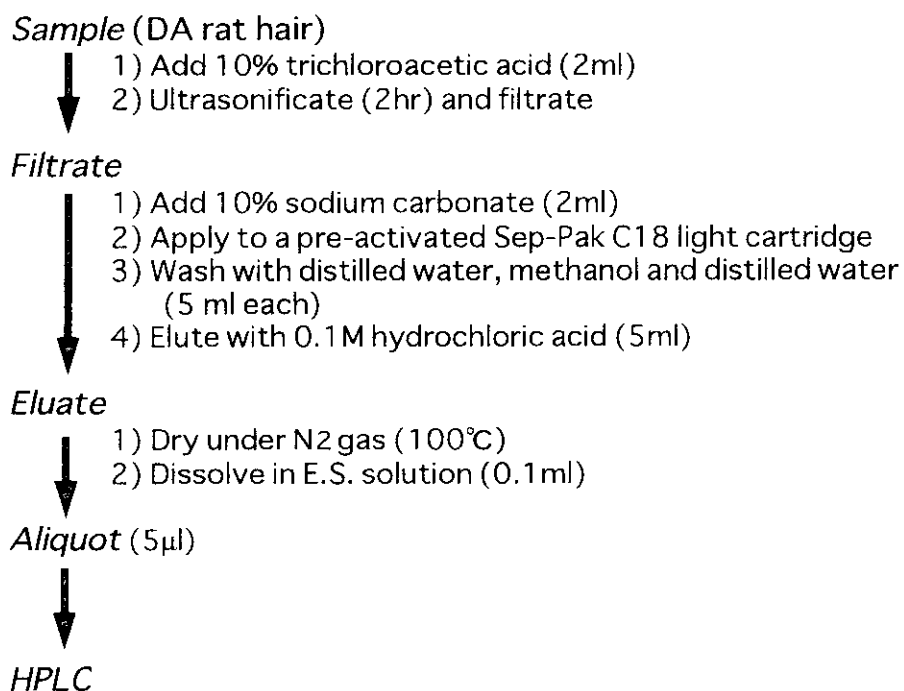 Sample (DA rat hair)
1) Add 10% trichloroacetic acid (2ml)
2) Ultrasonificate (2hr) and filtrate
Filtrate
1) Add 10% sodium carbonate (2ml)
2) Apply to a pre-activated Sep-Pak C18 light cartridge
3) Wash with distilled water, methanol and distilled water
(5 ml each)
4) Elute with 0.1M hydrochloric acid (5ml)
Eluate
1) Dry under N2 gas (100℃)
2) Dissolve in E.S. solution (0.1ml)
Aliquot (5µl)
HPLC